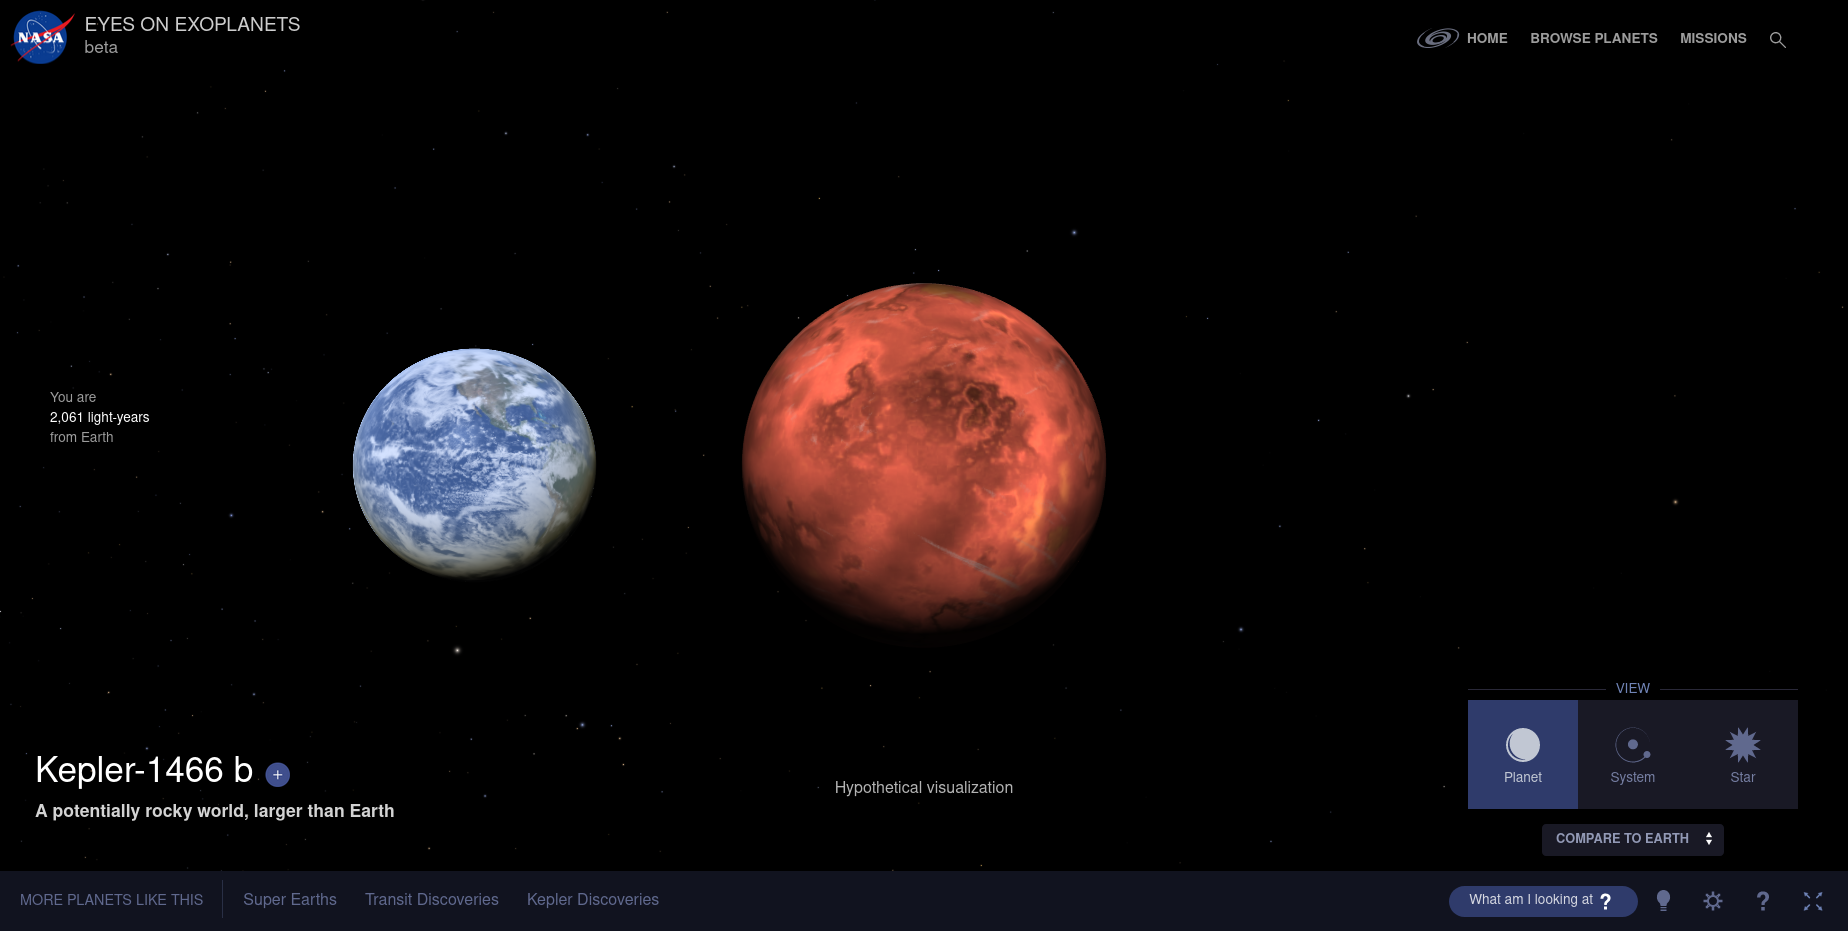 NASA
EYES ON EXOPLANETS
beta
HOME
BROWSE PLANETS
MISSIONS
You are
2,061 light-years
from Earth
Kepler-1466 b +
A potentially rocky world, larger than Earth
Hypothetical visualization
VIEW
Planet
System
Star
COMPARE TO EARTH
MORE PLANETS LIKE THIS
Super Earths
Transit Discoveries
Kepler Discoveries
What am I looking at ?
?